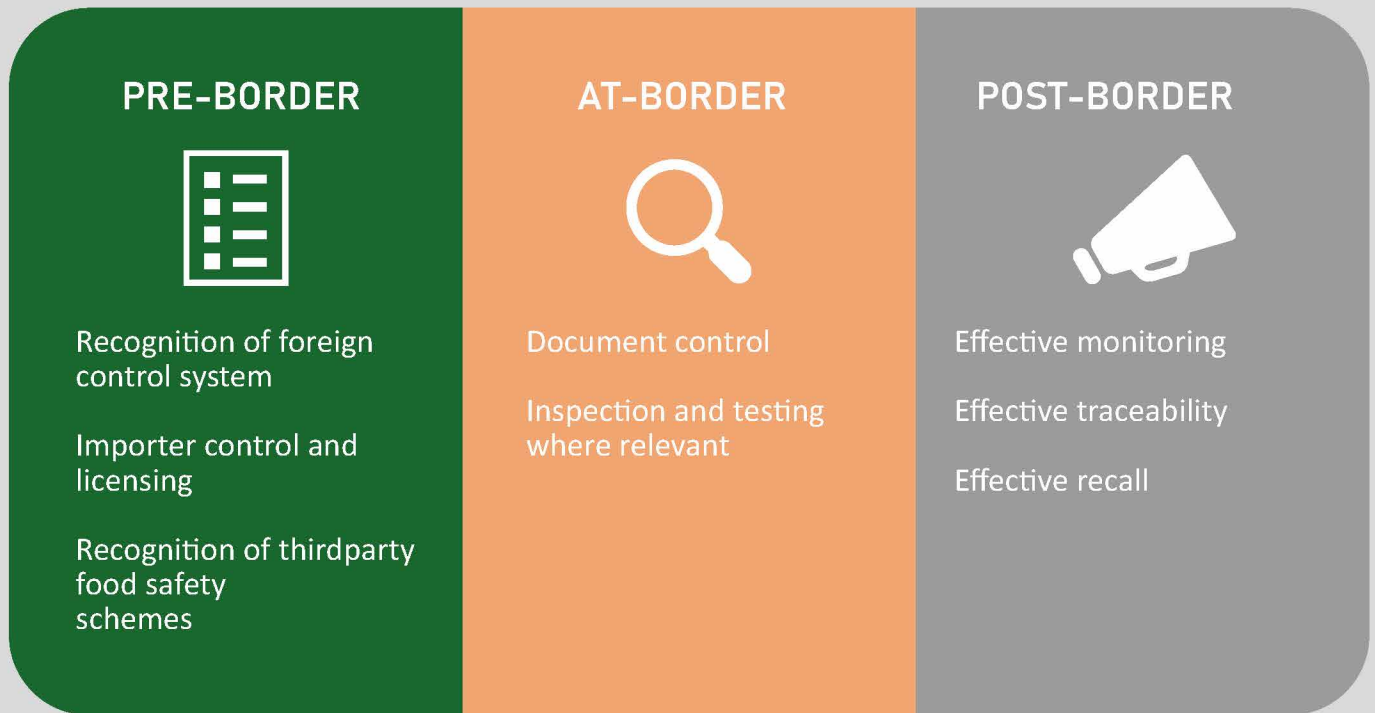 PRE-BORDER
Recognition of foreign
control system
Importer control and
licensing
Recognition of thirdparty
food safety
schemes
AT-BORDER
Document control
Inspection and testing
where relevant
POST-BORDER
Effective monitoring
Effective traceability
Effective recall